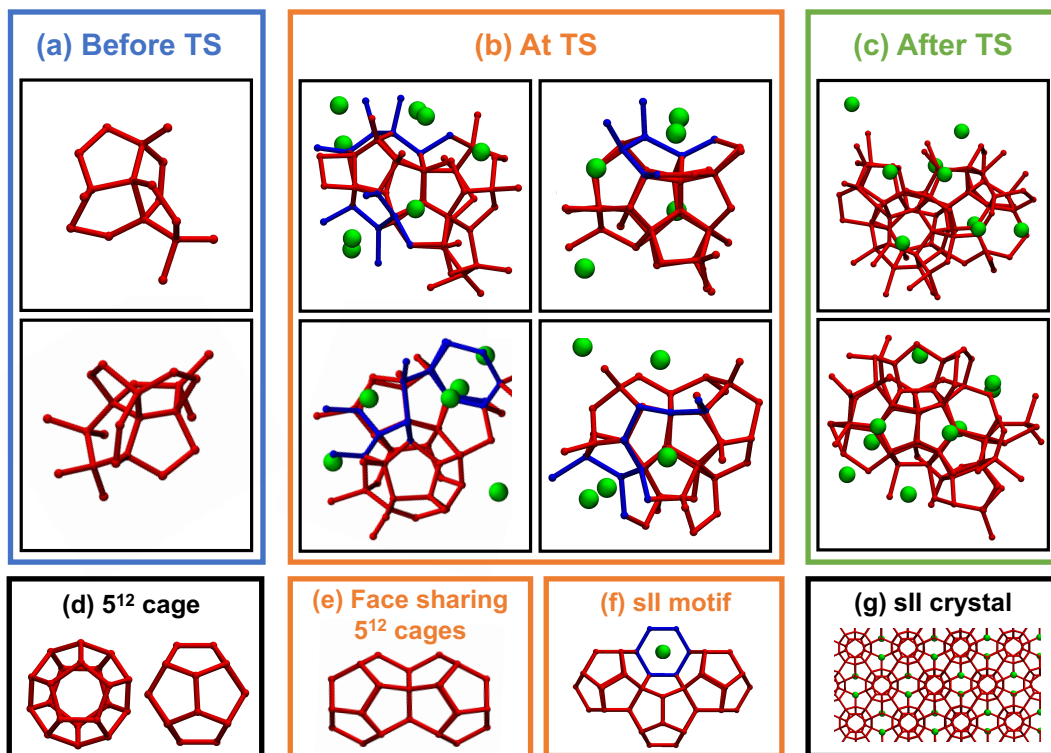 (a) Before TS
(b) At TS
(c) After TS
(d) 5¹² cage
(e) Face sharing
5¹² cages
(f) sII motif
(g) sII crystal